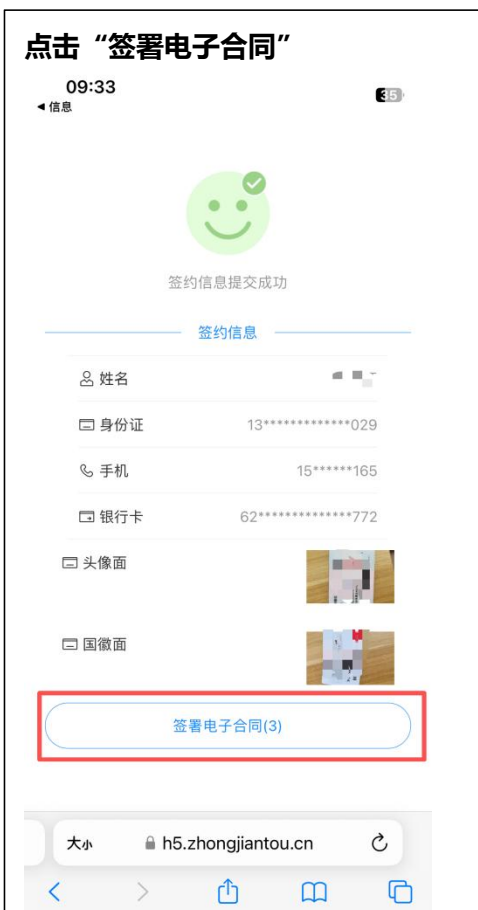 点击“签署电子合同”
09:33
35
信息
签约信息提交成功
签约信息
姓名
身份证 13*************029
手机 15******165
银行卡 62**************772
头像面
国徽面
签署电子合同(3)
大小 h5.zhongjiantou.cn